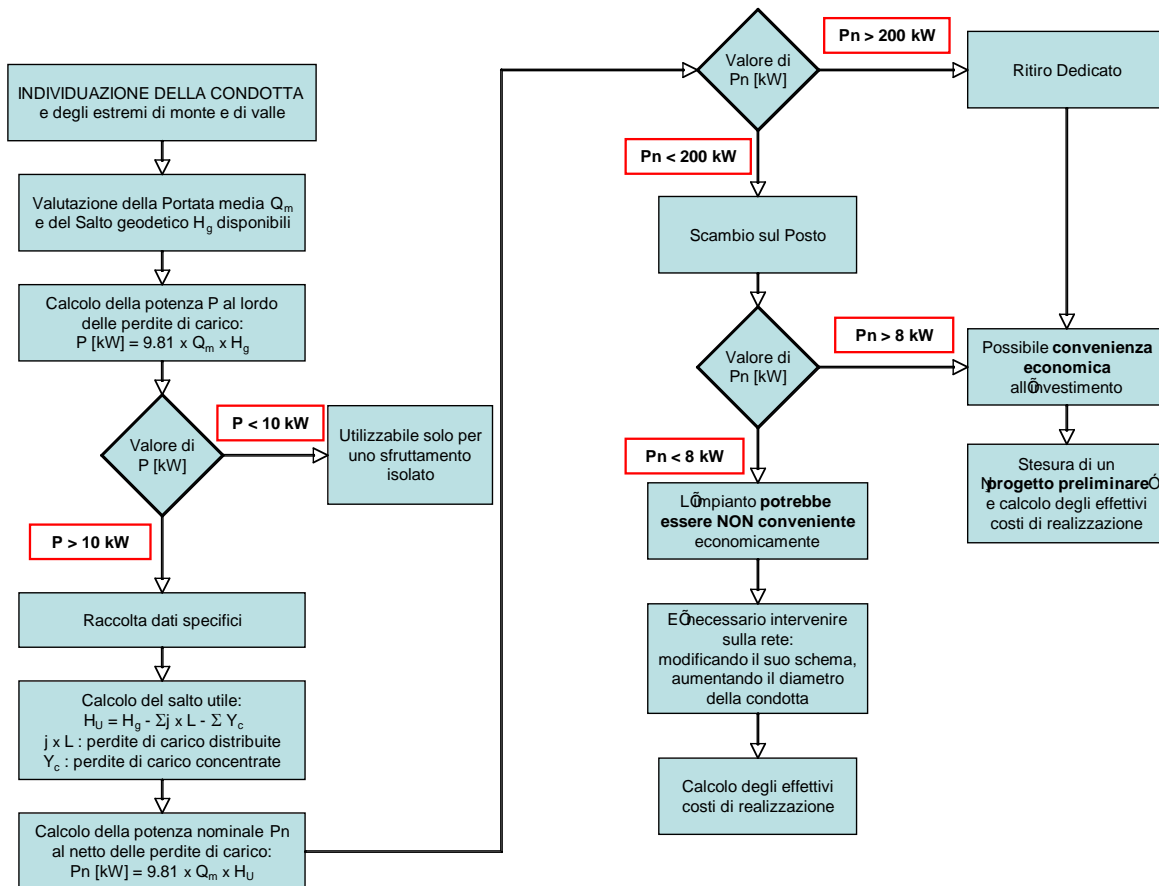 INDIVIDUAZIONE DELLA CONDOTTA
e degli estremi di monte e di valle
Valutazione della Portata media Qm
e del Salto geodetico Hg disponibili
Calcolo della potenza P al lordo
delle perdite di carico:
P [kW] = 9.81 x Qm x Hg
Valore di
P [kW]
P < 10 kW
Utilizzabile solo per
uno sfruttamento
isolato
P > 10 kW
Raccolta dati specifici
Calcolo del salto utile:
HU = Hg - Σj x L - Σ Yc
j x L : perdite di carico distribuite
Yc : perdite di carico concentrate
Calcolo della potenza nominale Pn
al netto delle perdite di carico:
Pn [kW] = 9.81 x Qm x HU
Valore di
Pn [kW]
Pn > 200 kW
Ritiro Dedicato
Pn < 200 kW
Scambio sul Posto
Valore di
Pn [kW]
Pn > 8 kW
Possibile convenienza
economica
allÕinvestimento
Stesura di un
progetto preliminareÓ
e calcolo degli effettivi
costi di realizzazione
Pn < 8 kW
LÕimpianto potrebbe
essere NON conveniente
economicamente
EÕ necessario intervenire
sulla rete:
modificando il suo schema,
aumentando il diametro
della condotta
Calcolo degli effettivi
costi di realizzazione